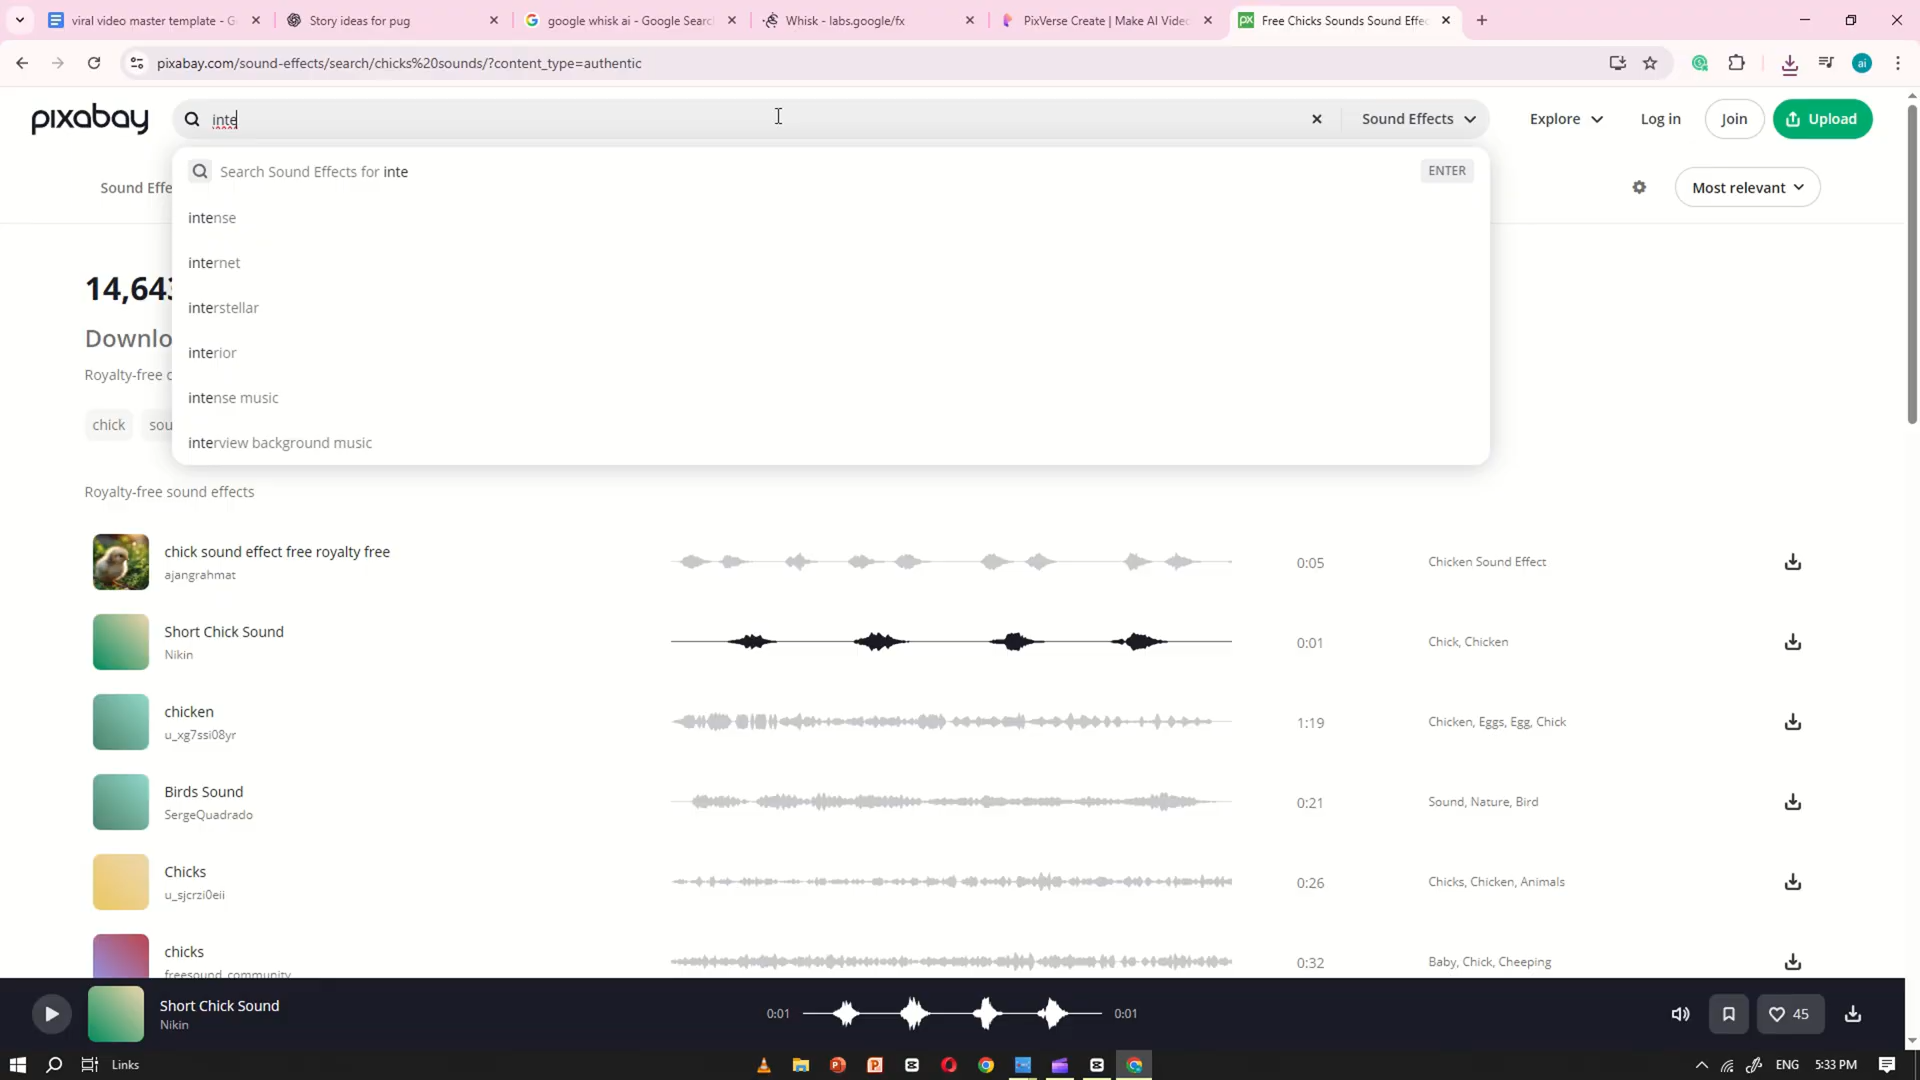 viral video master template - G
Story ideas for pug
google whisk ai - Google Searc
Whisk - labs.google/fx
PixVerse Create | Make AI Video
Free Chicks Sounds Sound Effec
pixabay.com/sound-effects/search/chicks%20sounds/?content_type=authentic
ai
pixabay
inte
Sound Effects
Explore
Log in
Join
Upload
Search Sound Effects for inte
ENTER
Sound Effe
Most relevant
intense
internet
interstellar
interior
intense music
interview background music
14,643
Downlo
Royalty-free c
chick
sou
Royalty-free sound effects
chick sound effect free royalty free
ajangrahmat
0:05
Chicken Sound Effect
Short Chick Sound
Nikin
0:01
Chick, Chicken
chicken
u_xg7ssi08yr
1:19
Chicken, Eggs, Egg, Chick
Birds Sound
SergeQuadrado
0:21
Sound, Nature, Bird
Chicks
u_sjcrzi0eii
0:26
Chicks, Chicken, Animals
chicks
freesound_community
0:32
Baby, Chick, Cheeping
Short Chick Sound
Nikin
0:01
0:01
45
Links
ENG
5:33 PM